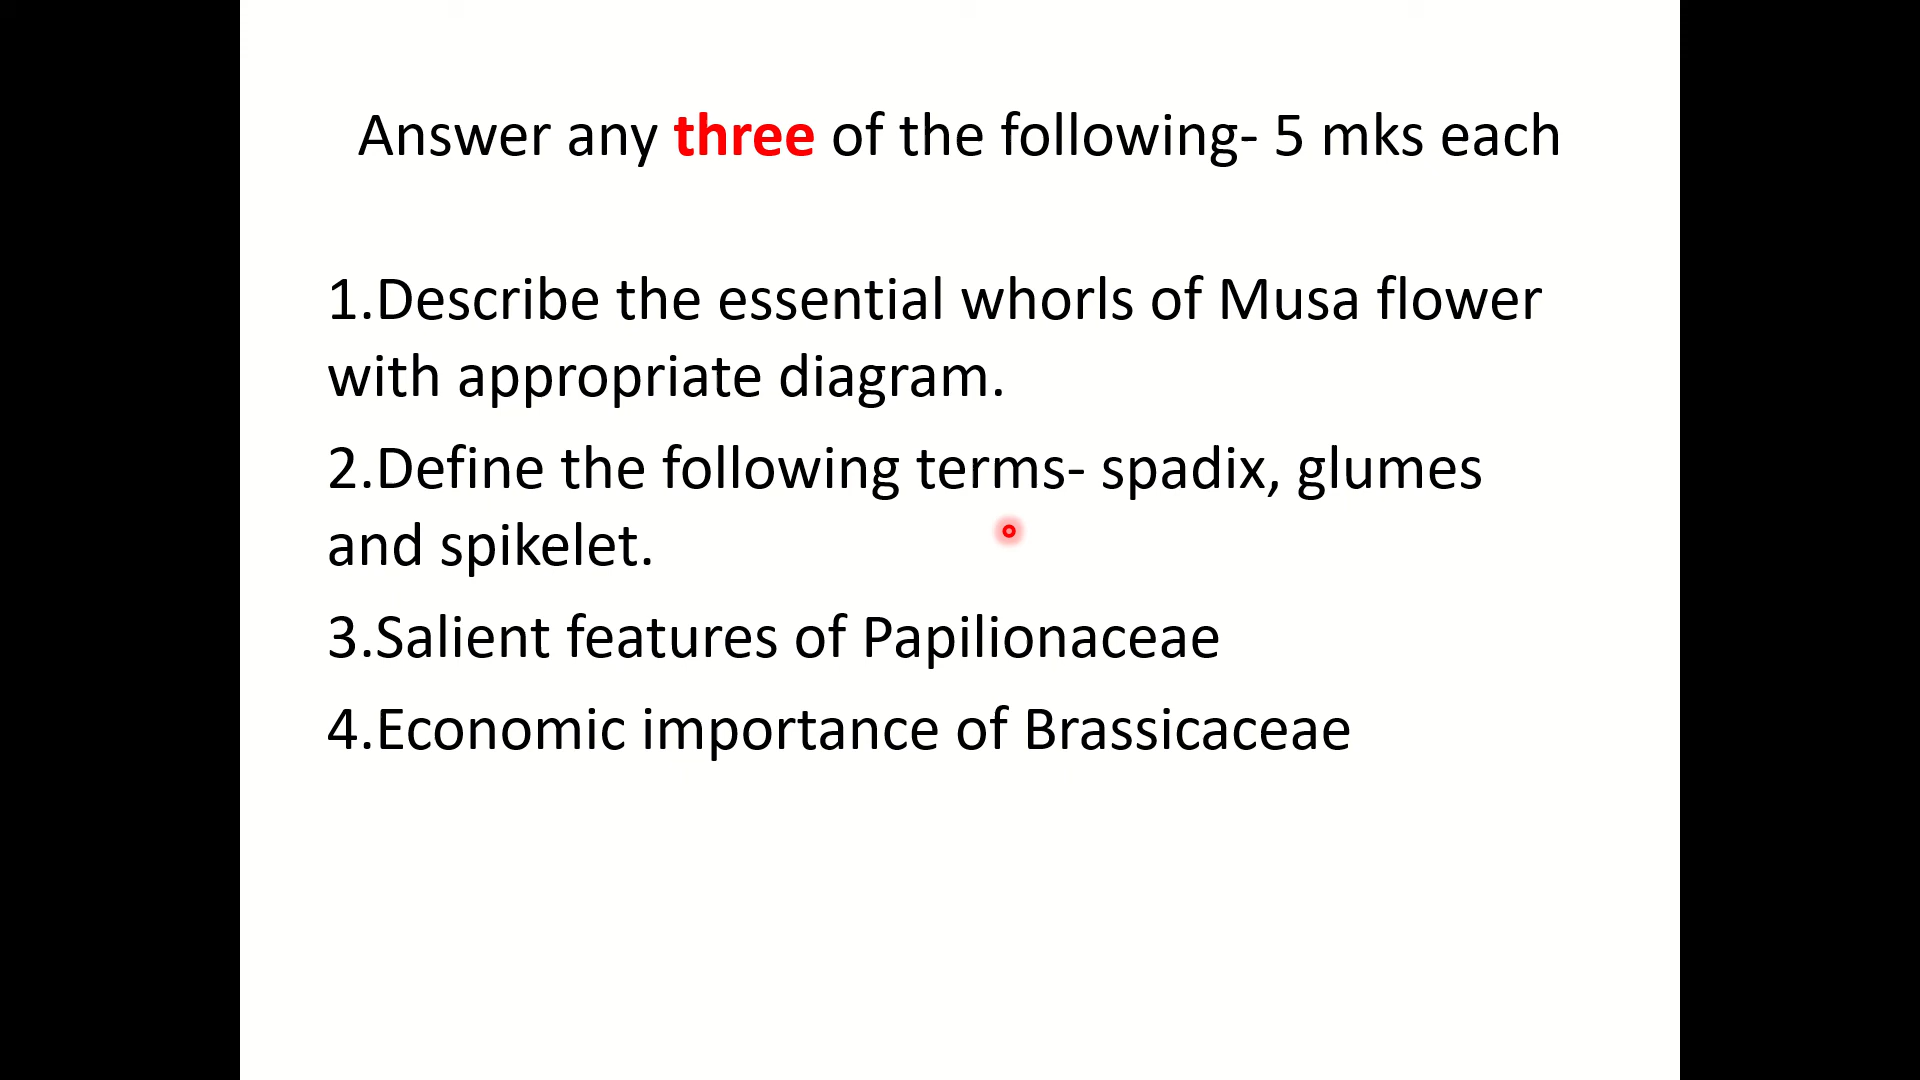 Answer any three of the following- 5 mks each
1.Describe the essential whorls of Musa flower
with appropriate diagram.
2.Define the following terms- spadix, glumes
and spikelet.
3.Salient features of Papilionaceae
4.Economic importance of Brassicaceae